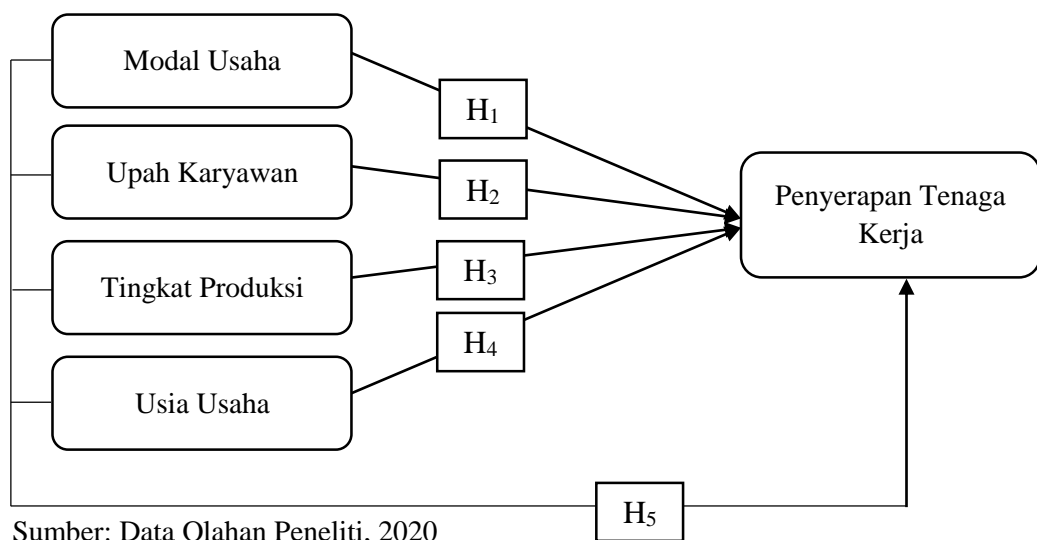 Modal Usaha
H₁
Upah Karyawan
H₂
Penyerapan Tenaga
Kerja
Tingkat Produksi
H₃
H₄
Usia Usaha
H₅
Sumber: Data Olahan Peneliti, 2020